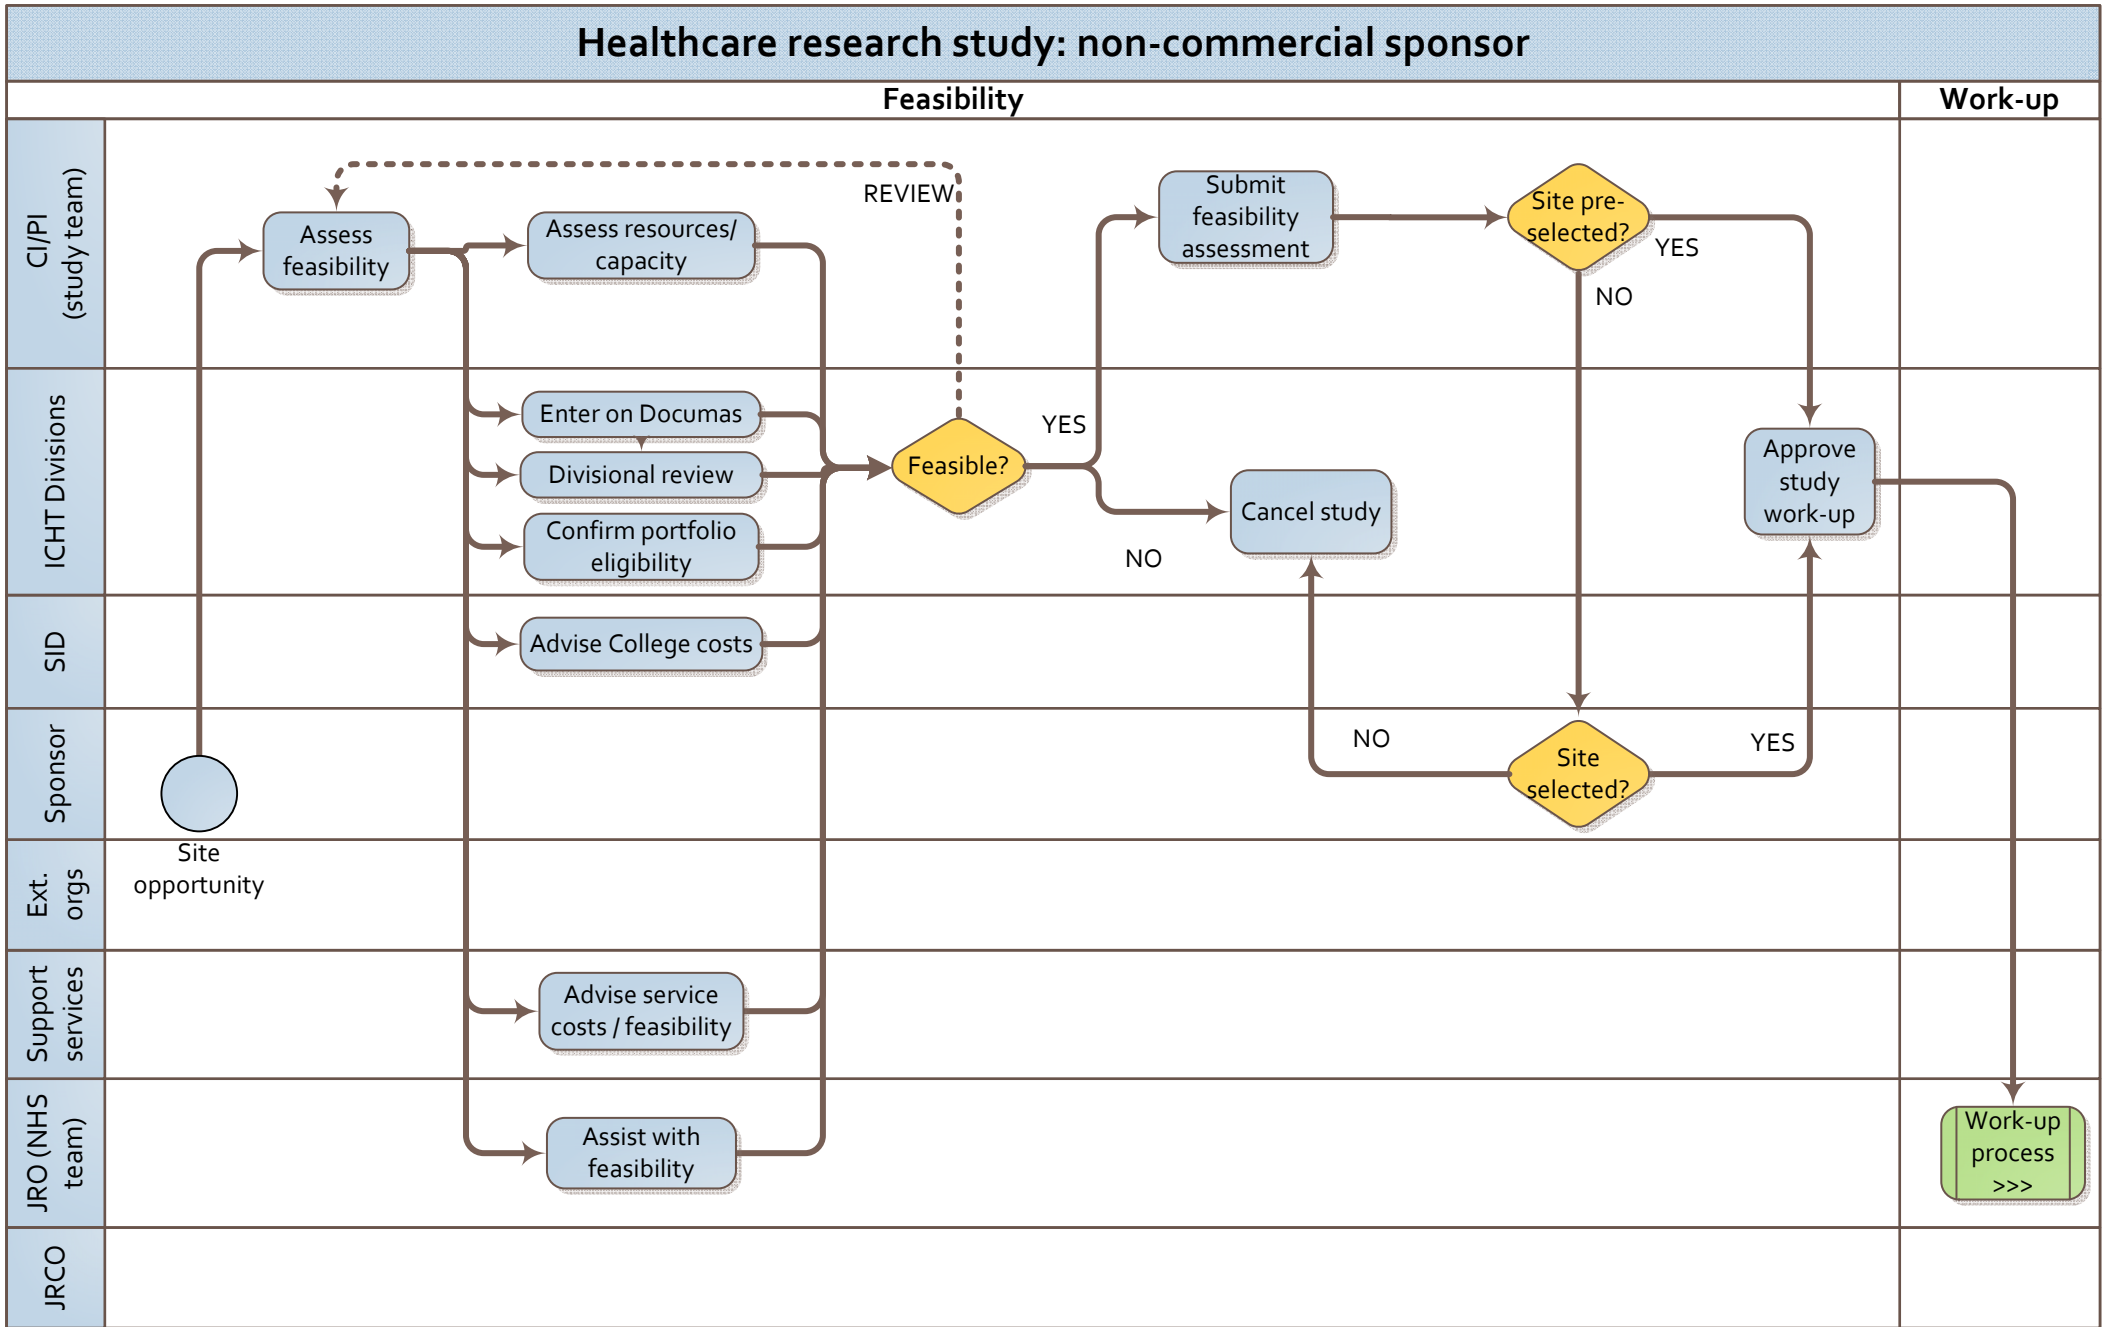 Healthcare research study: non-commercial sponsor
Feasibility
Work-up
CI/PI
(study team)
REVIEW
Assess
feasibility
Assess resources/
capacity
Submit
feasibility
assessment
Site pre-
selected?
YES
NO
ICHT Divisions
Enter on Documas
Divisional review
Confirm portfolio
eligibility
Feasible?
YES
NO
Cancel study
Approve
study
work-up
SID
Advise College costs
Sponsor
NO
Site
selected?
YES
Site
opportunity
Ext.
orgs
Support
services
Advise service
costs / feasibility
JRO (NHS
team)
Assist with
feasibility
Work-up
process
>>>
JRCO